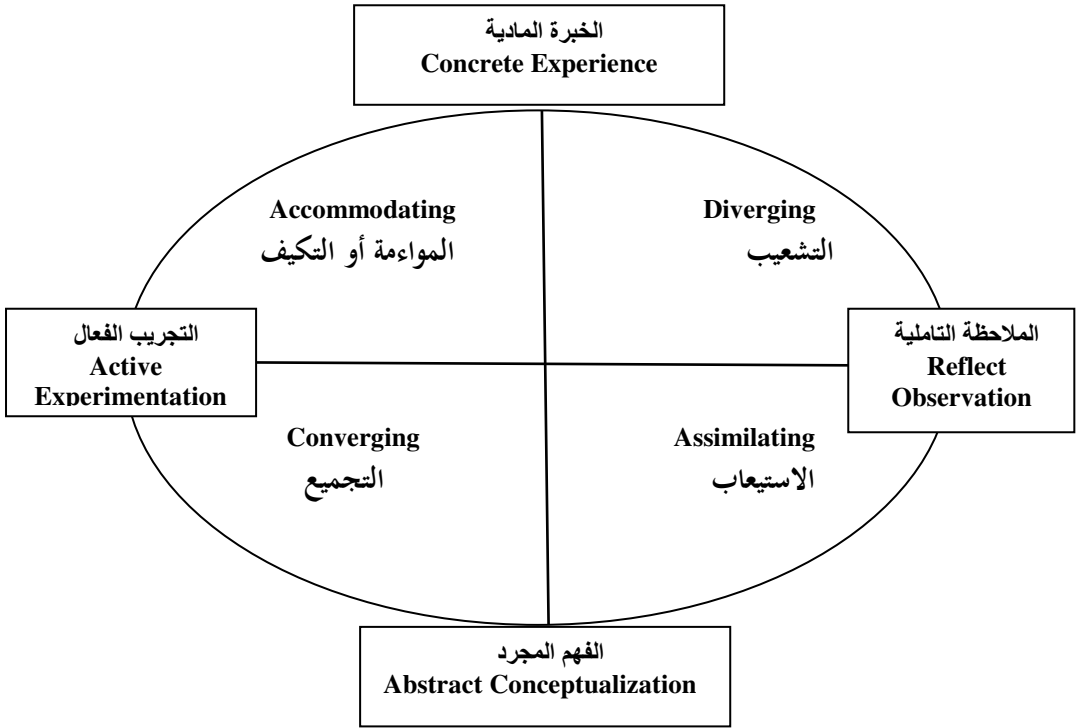 الخبرة المادية
Concrete Experience
Accommodating
المواءمة أو التكيف
Diverging
التشعيب
التجريب الفعال
Active
Experimentation
الملاحظة التاملية
Reflect
Observation
Converging
التجميع
Assimilating
الاستيعاب
الفهم المجرد
Abstract Conceptualization